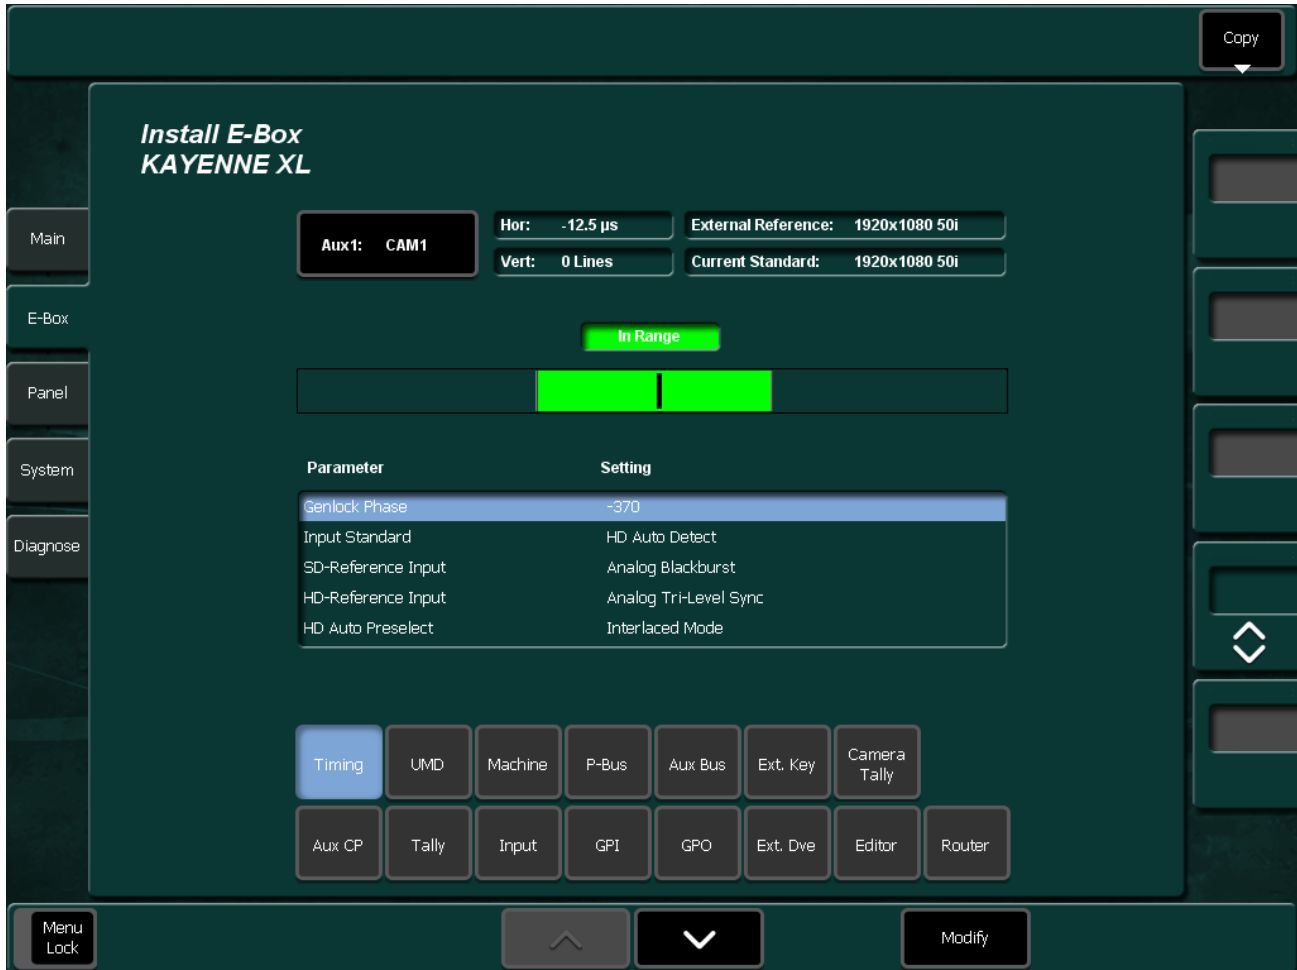 Copy
Install E-Box
KAYENNE XL
Main
E-Box
Panel
System
Diagnose
Aux1: CAM1
Hor: -12.5 µs
External Reference: 1920x1080 50i
Vert: 0 Lines
Current Standard: 1920x1080 50i
In Range
Parameter Setting
Genlock Phase -370
Input Standard HD Auto Detect
SD-Reference Input Analog Blackburst
HD-Reference Input Analog Tri-Level Sync
HD Auto Preselect Interlaced Mode
Timing
UMD
Machine
P-Bus
Aux Bus
Ext. Key
Camera
Tally
Aux CP
Tally
Input
GPI
GPO
Ext. Dve
Editor
Router
Menu
Lock
Modify